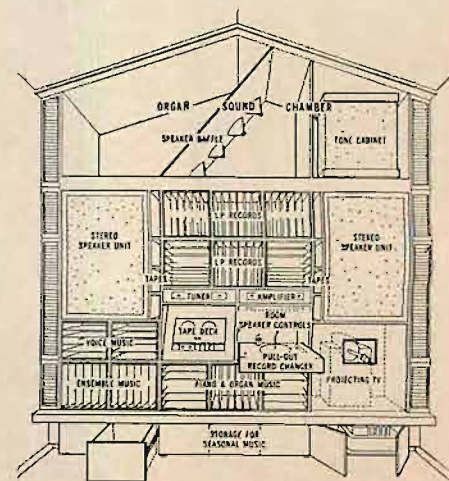 ORGAN SOUND CHAMBER
SPEAKER BAFFLE
TONE CABINET
STEREO
SPEAKER UNIT
LP RECORDS
STEREO
SPEAKER UNIT
LP RECORDS
TAPES
TAPES
TUNER
AMPLIFIER
ROOM
SPEAKER CONTROLS
TAPE DECK
VOICE MUSIC
PULL-OUT
RECORD CHANGER
PROJECTING TV
ENSEMBLE MUSIC
PIANO & ORGAN MUSIC
STORAGE FOR
SEASONAL MUSIC